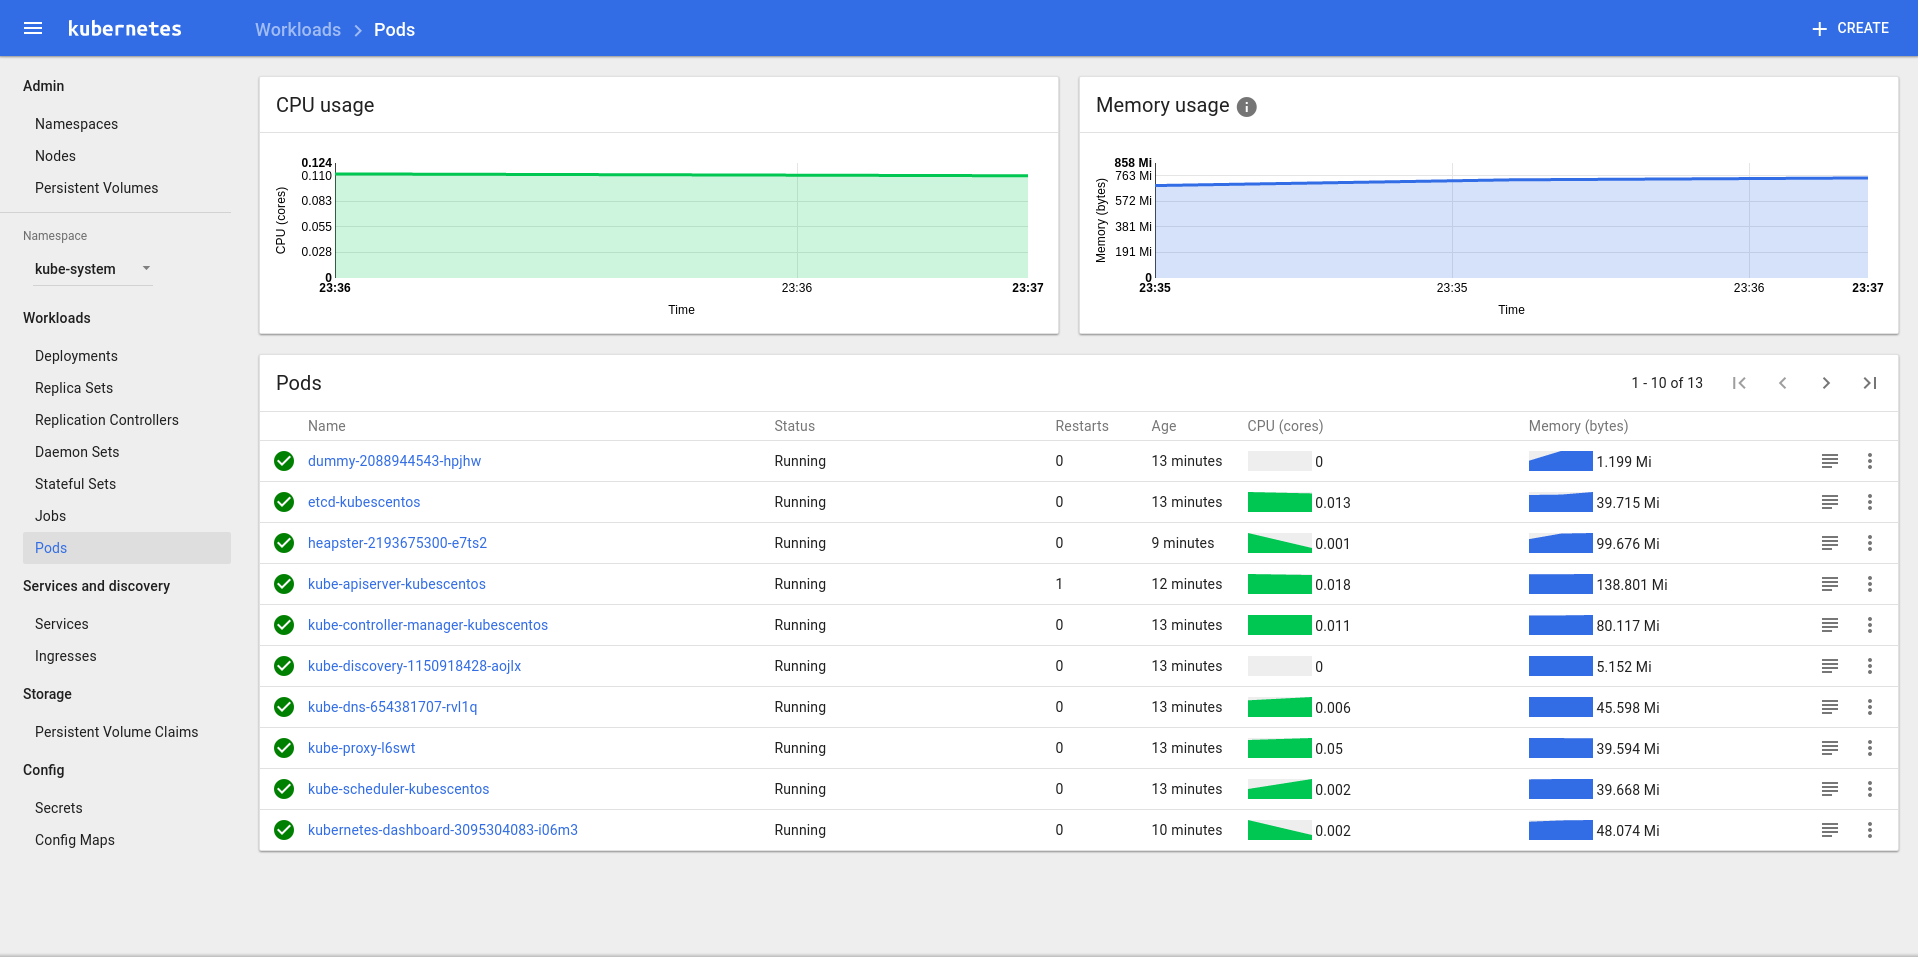 kubernetes
Workloads > Pods
CREATE
Admin
Namespaces
Nodes
Persistent Volumes
Namespace
kube-system
Workloads
Deployments
Replica Sets
Replication Controllers
Daemon Sets
Stateful Sets
Jobs
Pods
Services and discovery
Services
Ingresses
Storage
Persistent Volume Claims
Config
Secrets
Config Maps
CPU usage
CPU (cores)
0.124
0.110
0.083
0.055
0.028
0
23:36 23:36 23:37
Time
Memory usage
Memory (bytes)
858 Mi
763 Mi
572 Mi
381 Mi
191 Mi
0
23:35 23:35 23:36 23:37
Time
Pods
1 - 10 of 13
Name Status Restarts Age CPU (cores) Memory (bytes)
dummy-2088944543-hpjhw Running 0 13 minutes 0 1.199 Mi
etcd-kubescentos Running 0 13 minutes 0.013 39.715 Mi
heapster-2193675300-e7ts2 Running 0 9 minutes 0.001 99.676 Mi
kube-apiserver-kubescentos Running 1 12 minutes 0.018 138.801 Mi
kube-controller-manager-kubescentos Running 0 13 minutes 0.011 80.117 Mi
kube-discovery-1150918428-aojlx Running 0 13 minutes 0 5.152 Mi
kube-dns-654381707-rvl1q Running 0 13 minutes 0.006 45.598 Mi
kube-proxy-l6swt Running 0 13 minutes 0.05 39.594 Mi
kube-scheduler-kubescentos Running 0 13 minutes 0.002 39.668 Mi
kubernetes-dashboard-3095304083-i06m3 Running 0 10 minutes 0.002 48.074 Mi